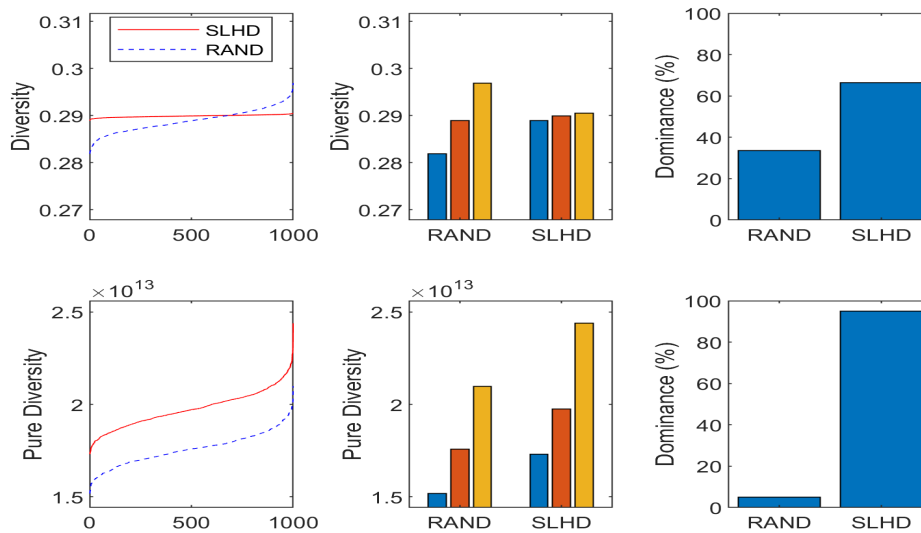 0.31
0.3
0.29
0.28
0.27
Diversity
SLHD
RAND
0
500
1000
0.31
0.3
0.29
0.28
0.27
Diversity
RAND
SLHD
100
80
60
40
20
0
Dominance (%)
RAND
SLHD
×10^13
2.5
2
1.5
Pure Diversity
0
500
1000
×10^13
2.5
2
1.5
Pure Diversity
RAND
SLHD
100
80
60
40
20
0
Dominance (%)
RAND
SLHD